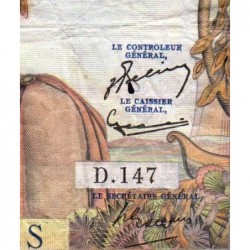 LE CONTROLEUR
GÉNÉRAL,
LE CAISSIER
GÉNÉRAL,
D.147
LE SECRÉTAIRE GÉNÉRAL,
S